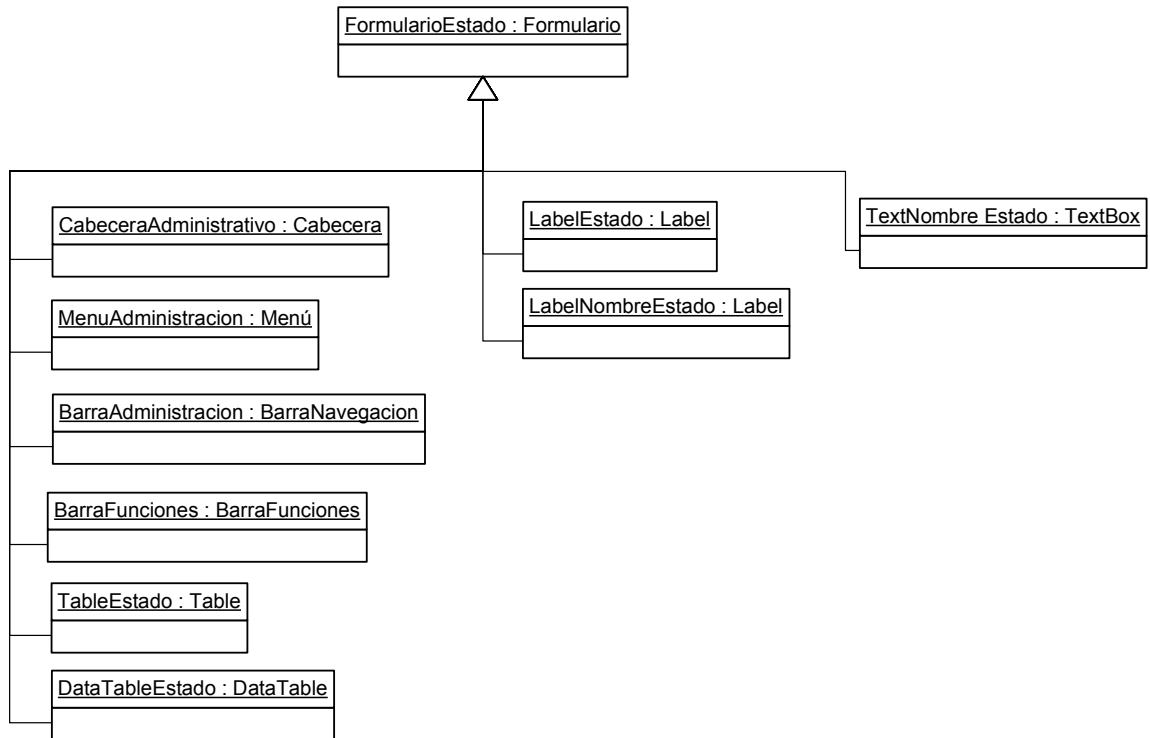 FormularioEstado : Formulario
CabeceraAdministrativo : Cabecera
MenuAdministracion : Menú
BarraAdministracion : BarraNavegacion
BarraFunciones : BarraFunciones
TableEstado : Table
DataTableEstado : DataTable
LabelEstado : Label
LabelNombreEstado : Label
TextNombre Estado : TextBox